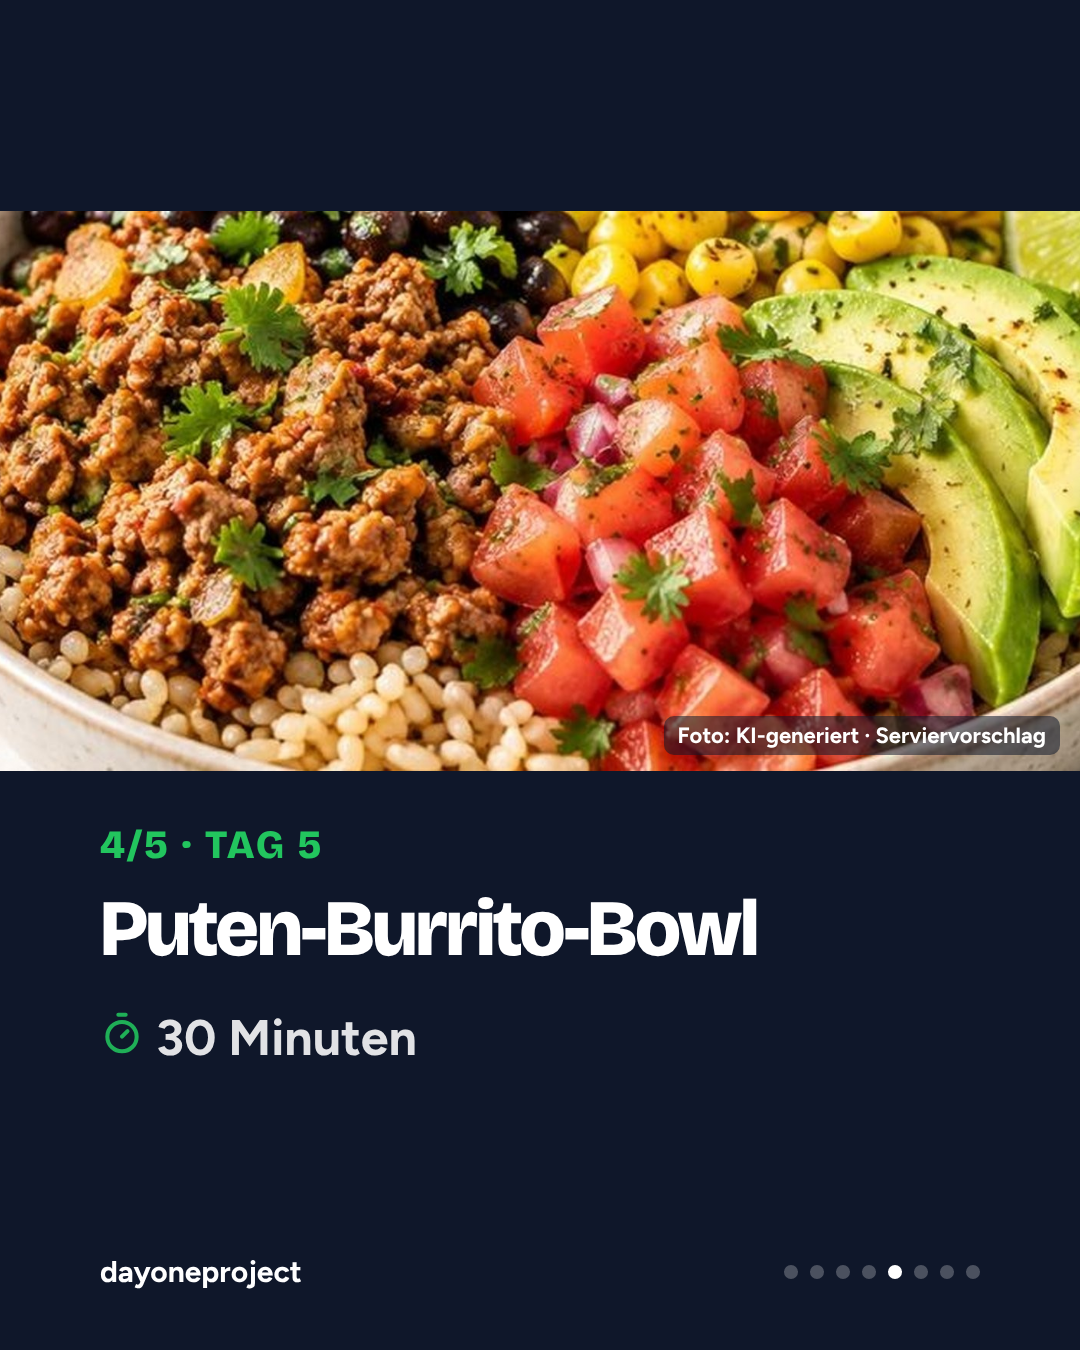 Foto: KI-generiert · Serviervorschlag
4/5 · TAG 5
Puten-Burrito-Bowl
30 Minuten
dayoneproject